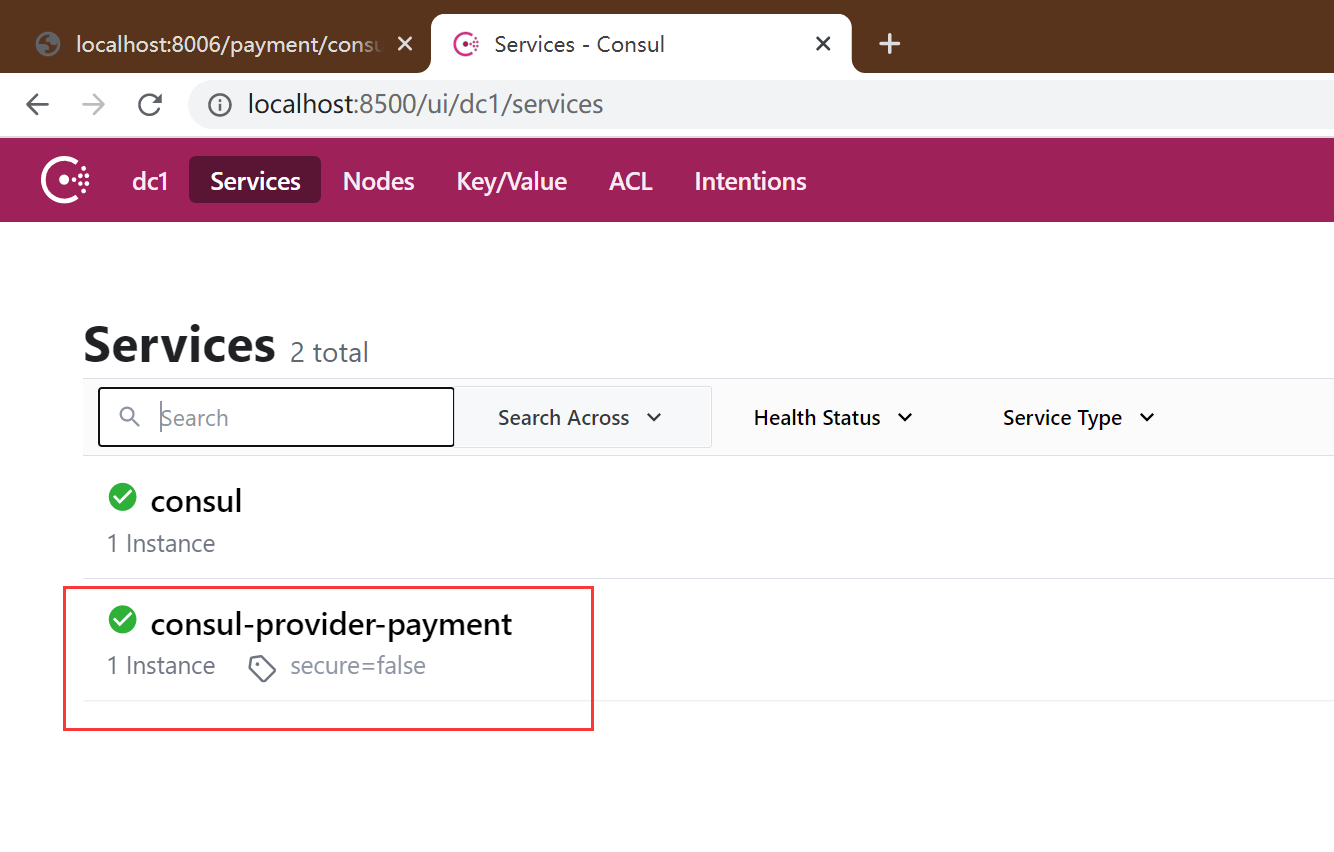 localhost:8006/payment/consu
Services - Consul
localhost:8500/ui/dc1/services
dc1 Services Nodes Key/Value ACL Intentions
Services 2 total
Search Search Across Health Status Service Type
consul
1 Instance
consul-provider-payment
1 Instance secure=false